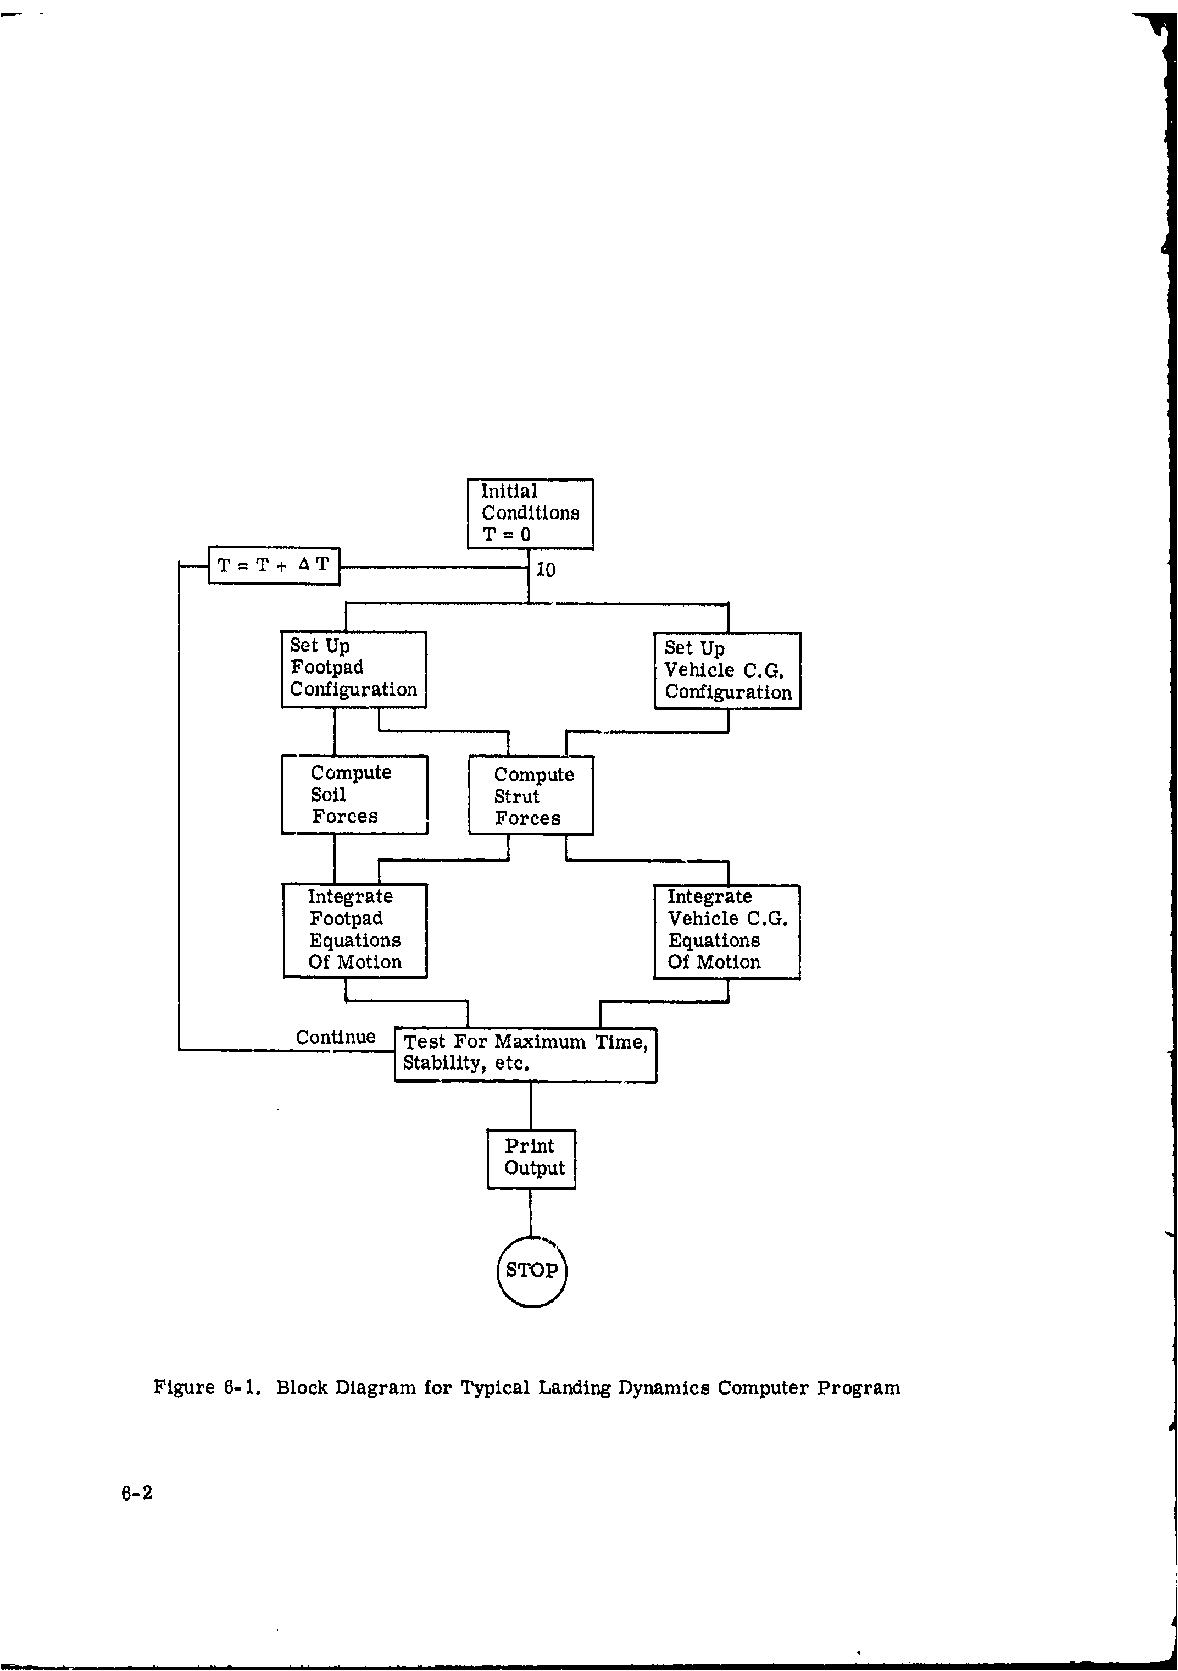 Initial
Conditions
T = 0
T = T + Δ T
10
Set Up
Footpad
Configuration
Set Up
Vehicle C.G.
Configuration
Compute
Soil
Forces
Compute
Strut
Forces
Integrate
Footpad
Equations
Of Motion
Integrate
Vehicle C.G.
Equations
Of Motion
Continue
Test For Maximum Time,
Stability, etc.
Print
Output
STOP
Figure 6-1. Block Diagram for Typical Landing Dynamics Computer Program
6-2